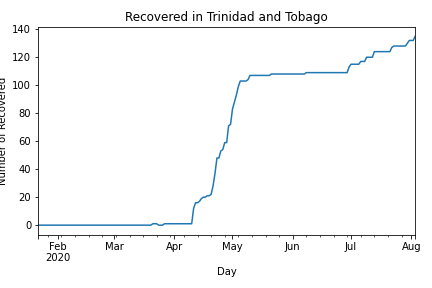 Recovered in Trinidad and Tobago
Number of Recovered
140
120
100
80
60
40
20
0
Feb
2020
Mar
Apr
May
Jun
Jul
Aug
Day